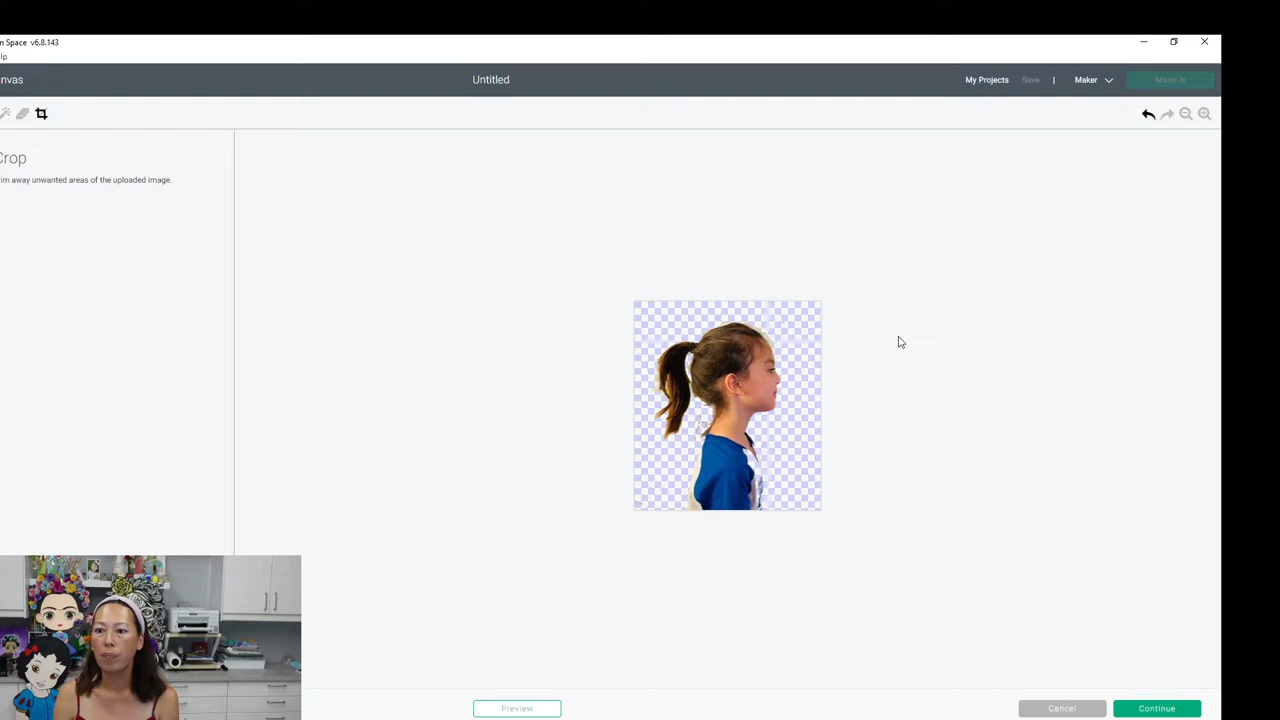 n Space v6.8.143
lp
nvas
Untitled
My Projects
Save
|
Maker
Make It
Crop
im away unwanted areas of the uploaded image.
Preview
Cancel
Continue